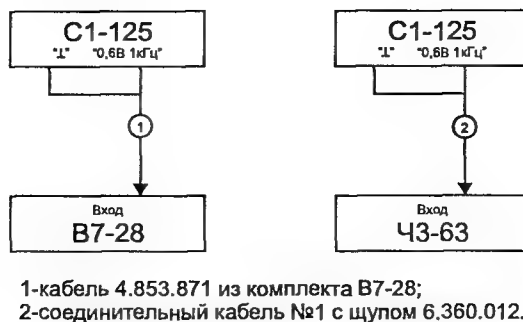 С1-125
"⊥" "0,6В 1кГц"
1
Вход
В7-28
С1-125
"⊥" "0,6В 1кГц"
2
Вход
Ч3-63
1-кабель 4.853.871 из комплекта В7-28;
2-соединительный кабель №1 с щупом 6.360.012.